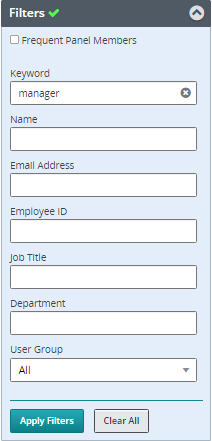 Filters
Frequent Panel Members
Keyword
manager
Name
Email Address
Employee ID
Job Title
Department
User Group
All
Apply Filters
Clear All